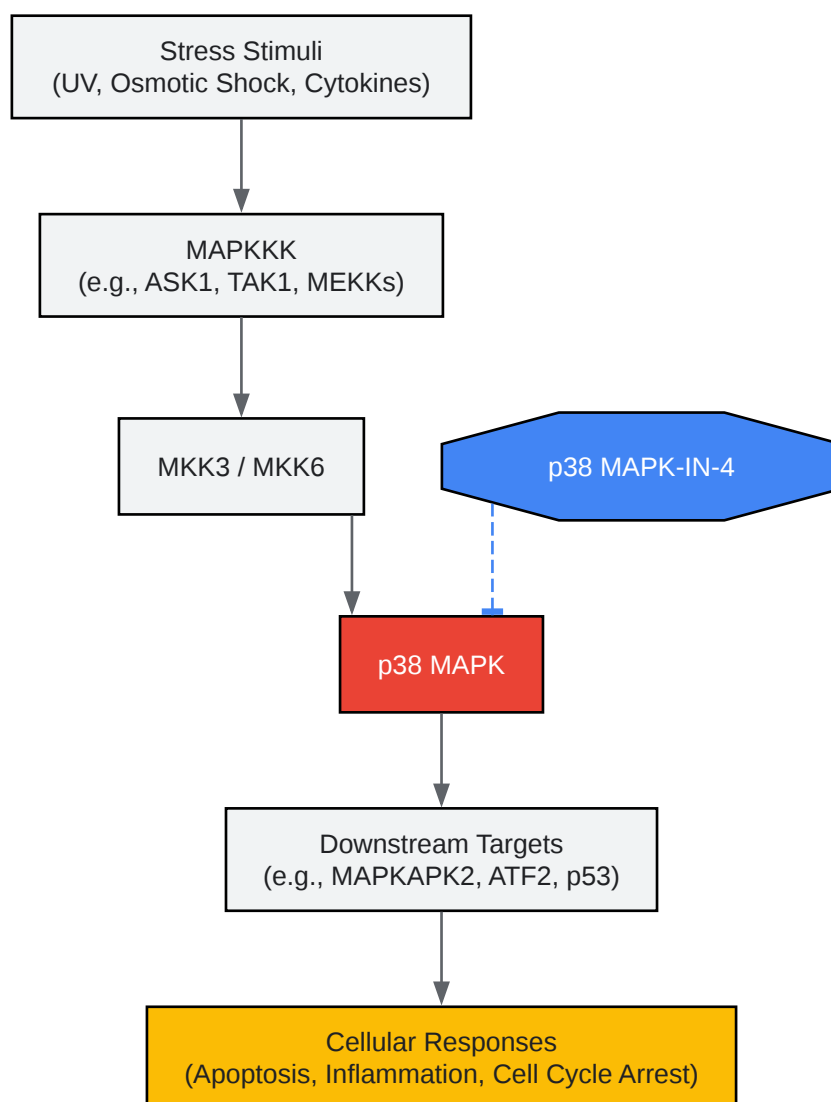 Stress Stimuli
(UV, Osmotic Shock, Cytokines)
MAPKKK
(e.g., ASK1, TAK1, MEKKs)
MKK3 / MKK6
p38 MAPK-IN-4
p38 MAPK
Downstream Targets
(e.g., MAPKAPK2, ATF2, p53)
Cellular Responses
(Apoptosis, Inflammation, Cell Cycle Arrest)